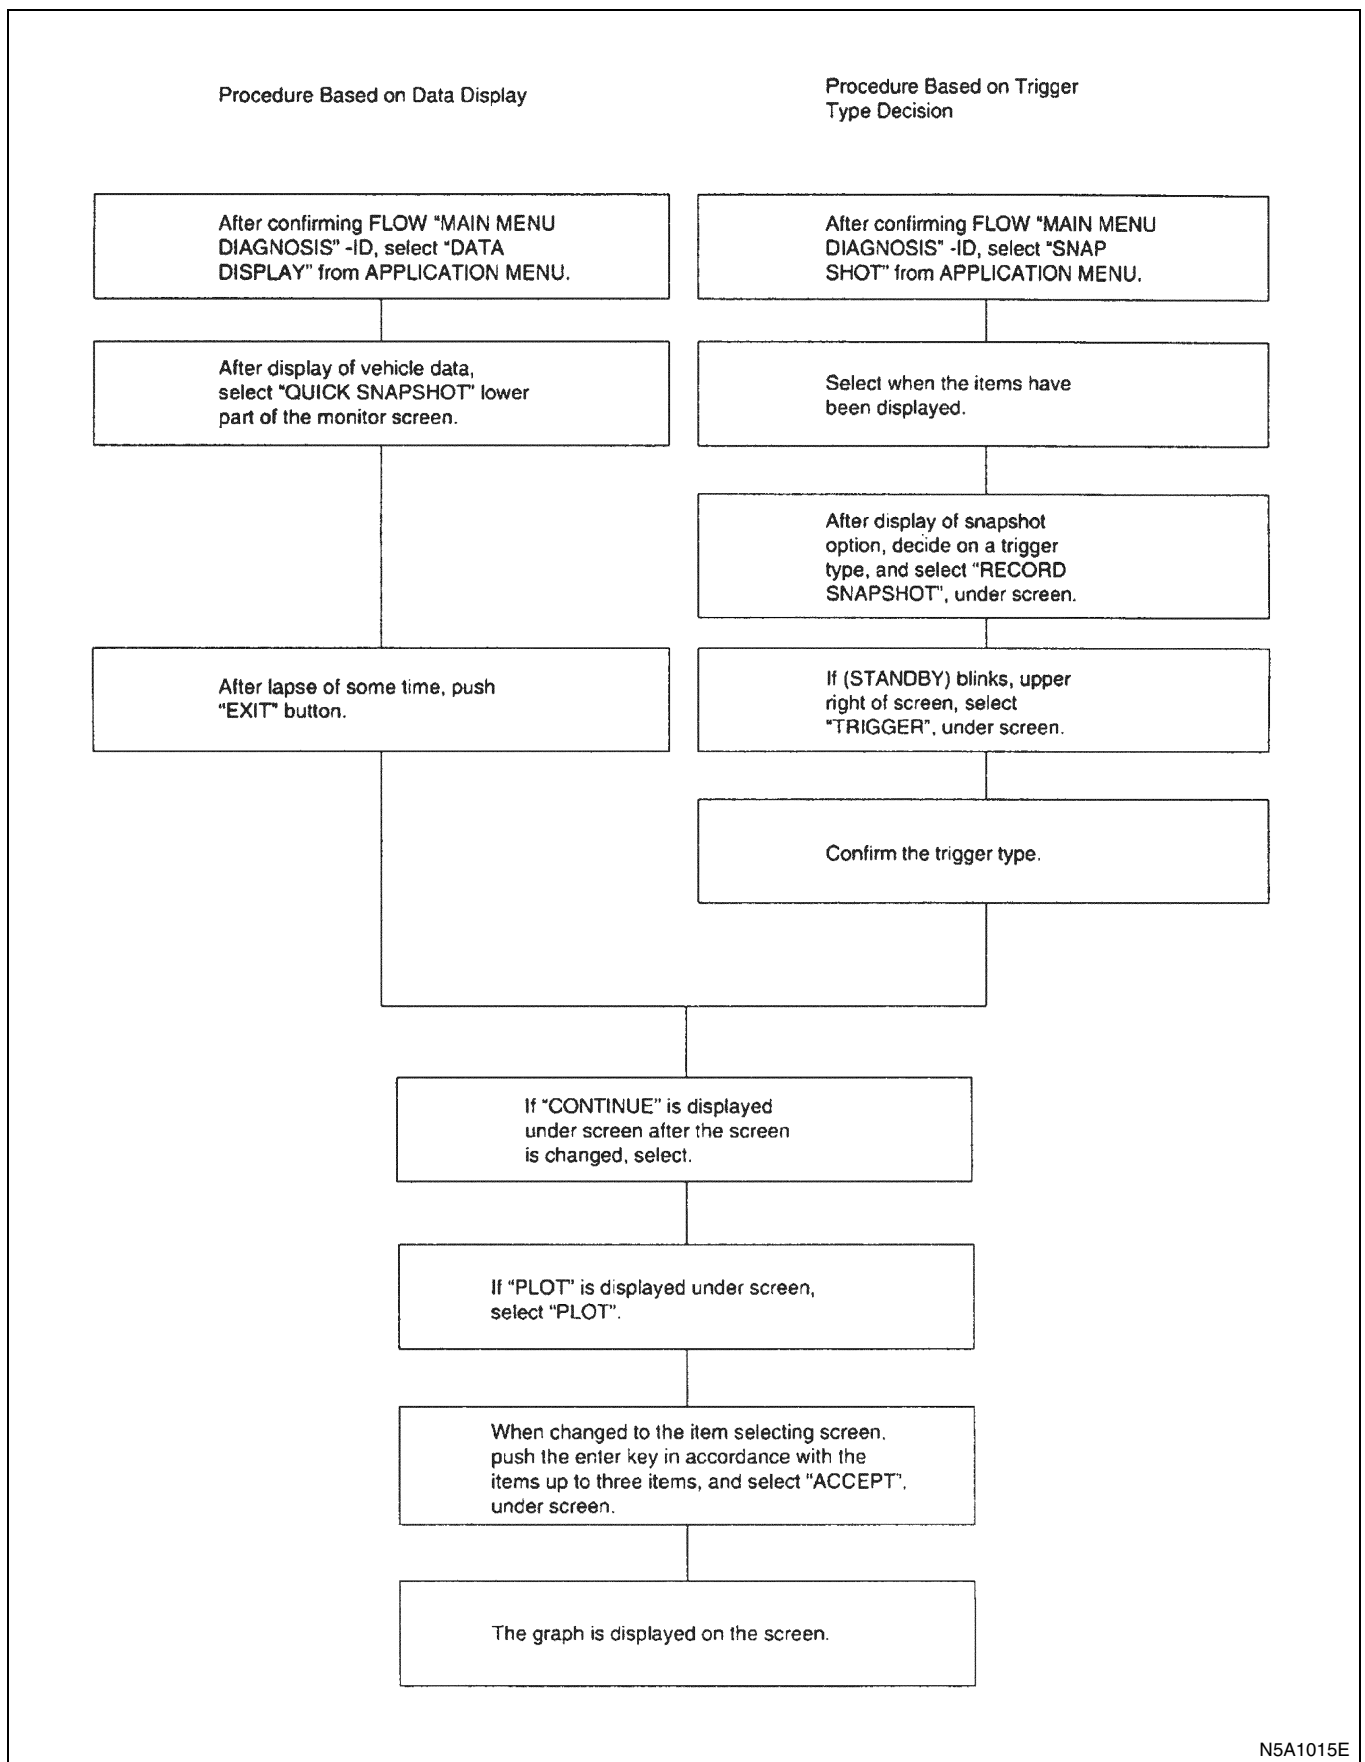 Procedure Based on Data Display
Procedure Based on Trigger
Type Decision
After confirming FLOW "MAIN MENU
DIAGNOSIS" -ID, select "DATA
DISPLAY" from APPLICATION MENU.
After confirming FLOW "MAIN MENU
DIAGNOSIS" -ID, select "SNAP
SHOT" from APPLICATION MENU.
After display of vehicle data,
select "QUICK SNAPSHOT" lower
part of the monitor screen.
Select when the items have
been displayed.
After display of snapshot
option, decide on a trigger
type, and select "RECORD
SNAPSHOT", under screen.
After lapse of some time, push
"EXIT" button.
If (STANDBY) blinks, upper
right of screen, select
"TRIGGER", under screen.
Confirm the trigger type.
If "CONTINUE" is displayed
under screen after the screen
is changed, select.
If "PLOT" is displayed under screen,
select "PLOT".
When changed to the item selecting screen,
push the enter key in accordance with the
items up to three items, and select "ACCEPT",
under screen.
The graph is displayed on the screen.
N5A1015E